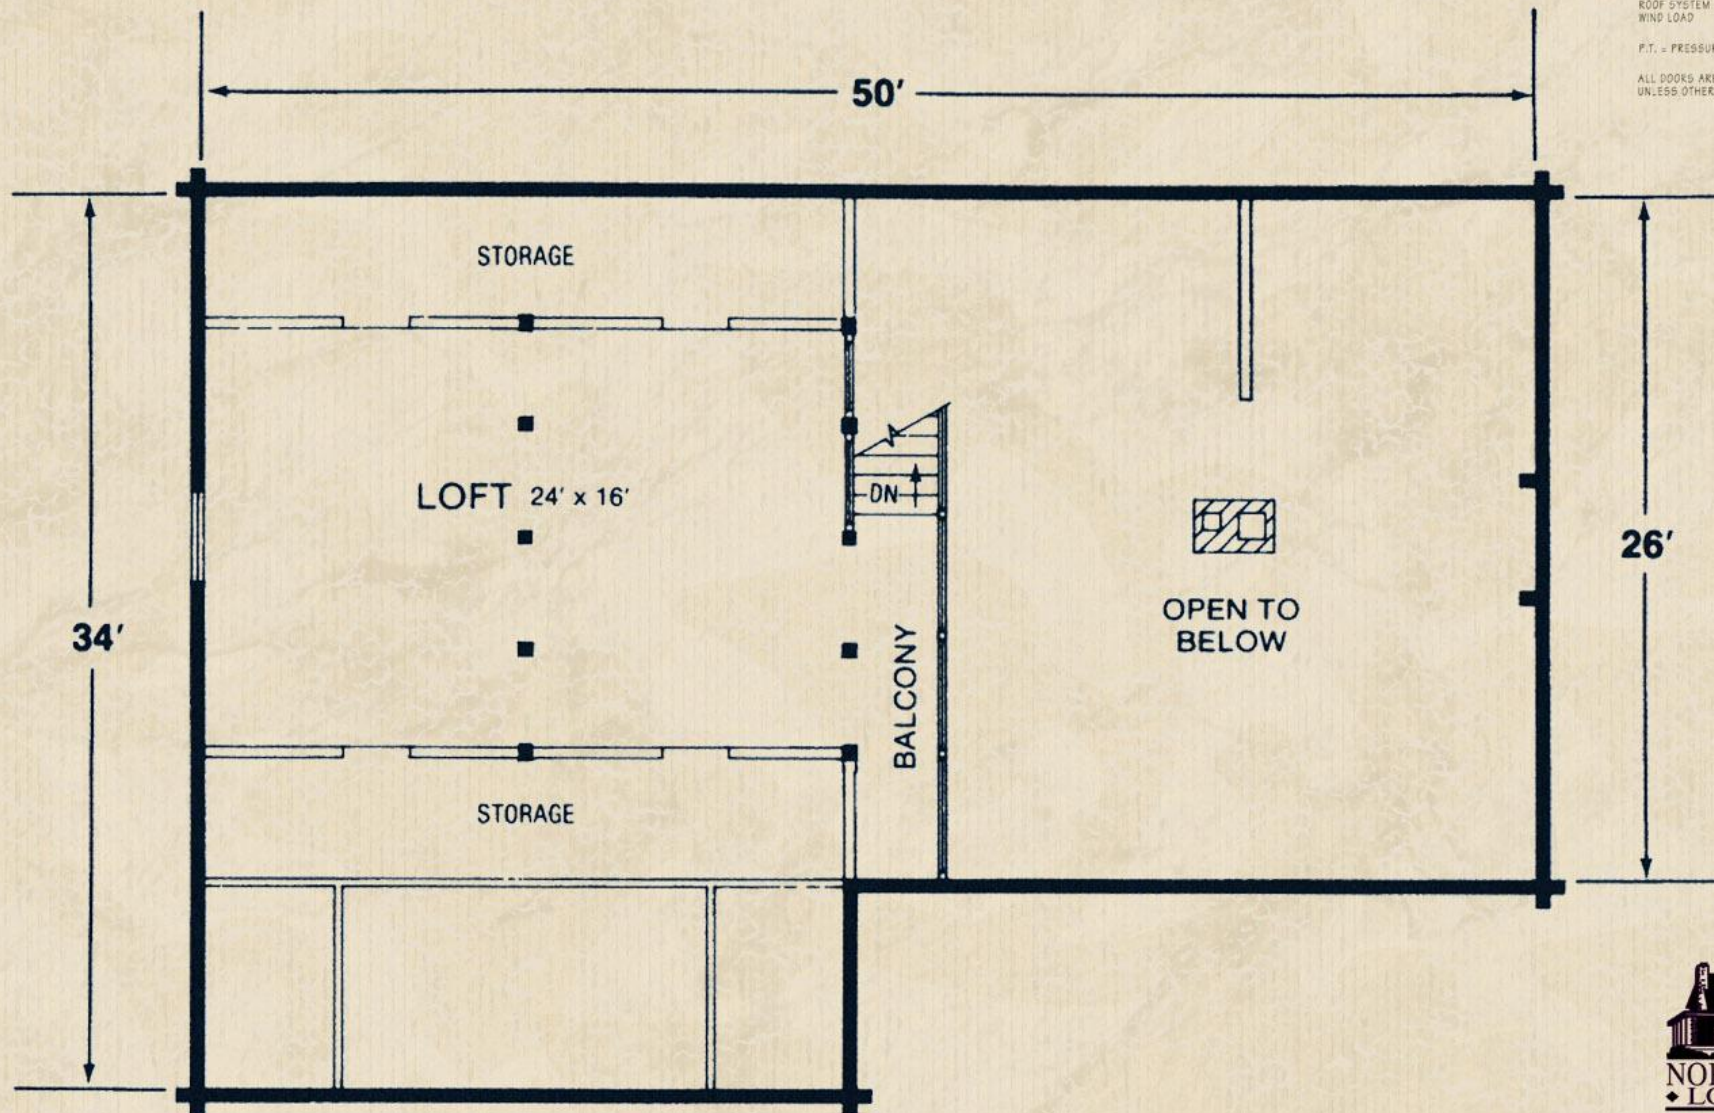 ROOF SYSTEM
WIND LOAD
P.T. =
ALL DOORS
50'
STORAGE
LOFT 24' x 16'
DN
26'
OPEN TO
BELOW
34'
BALCONY
STORAGE